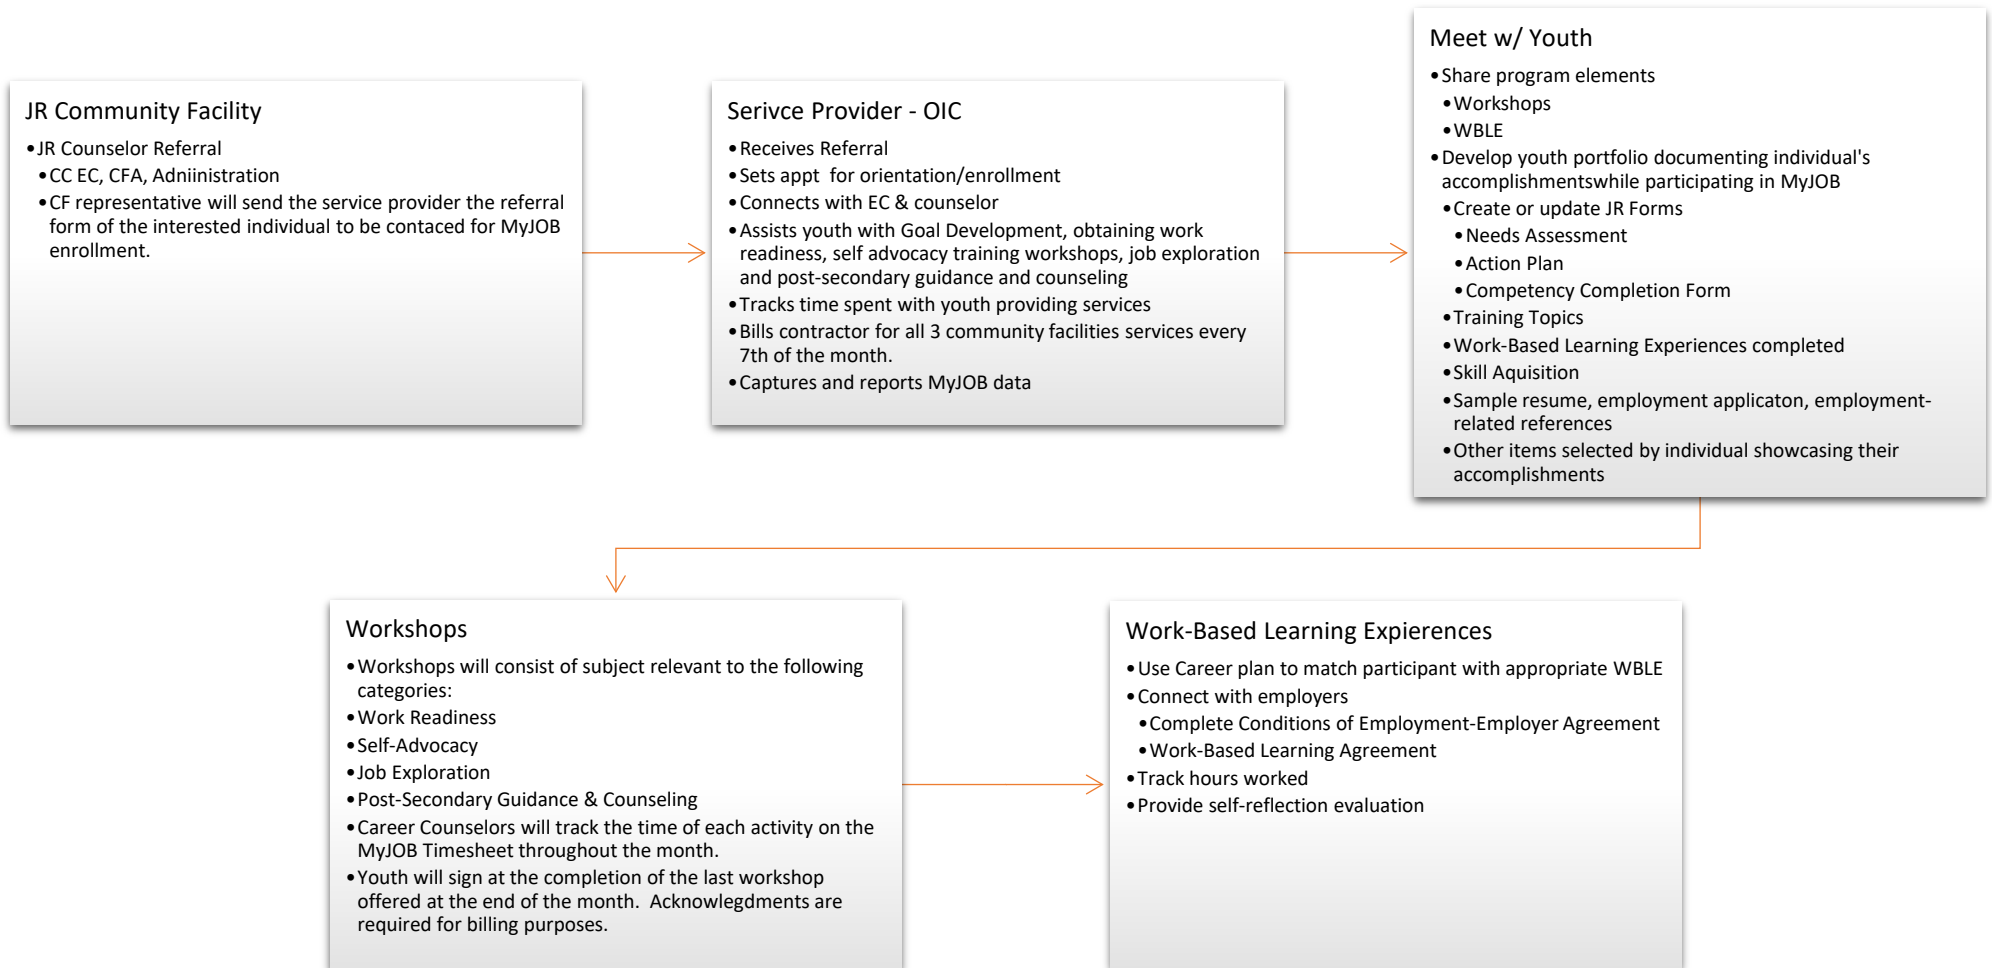 JR Community Facility
•JR Counselor Referral
•CC EC, CFA, Adniinistration
•CF representative will send the service provider the referral
form of the interested individual to be contaced for MyJOB
enrollment.
Serivce Provider - OIC
•Receives Referral
•Sets appt  for orientation/enrollment
•Connects with EC & counselor
•Assists youth with Goal Development, obtaining work
readiness, self advocacy training workshops, job exploration
and post-secondary guidance and counseling
•Tracks time spent with youth providing services
•Bills contractor for all 3 community facilities services every
7th of the month.
•Captures and reports MyJOB data
Meet w/ Youth
•Share program elements
•Workshops
•WBLE
•Develop youth portfolio documenting individual's
accomplishmentswhile participating in MyJOB
•Create or update JR Forms
•Needs Assessment
•Action Plan
•Competency Completion Form
•Training Topics
•Work-Based Learning Experiences completed
•Skill Aquisition
•Sample resume, employment applicaton, employment-
related references
•Other items selected by individual showcasing their
accomplishments
Workshops
•Workshops will consist of subject relevant to the following
categories:
•Work Readiness
•Self-Advocacy
•Job Exploration
•Post-Secondary Guidance & Counseling
•Career Counselors will track the time of each activity on the
MyJOB Timesheet throughout the month.
•Youth will sign at the completion of the last workshop
offered at the end of the month.  Acknowlegdments are
required for billing purposes.
Work-Based Learning Expierences
•Use Career plan to match participant with appropriate WBLE
•Connect with employers
•Complete Conditions of Employment-Employer Agreement
•Work-Based Learning Agreement
•Track hours worked
•Provide self-reflection evaluation